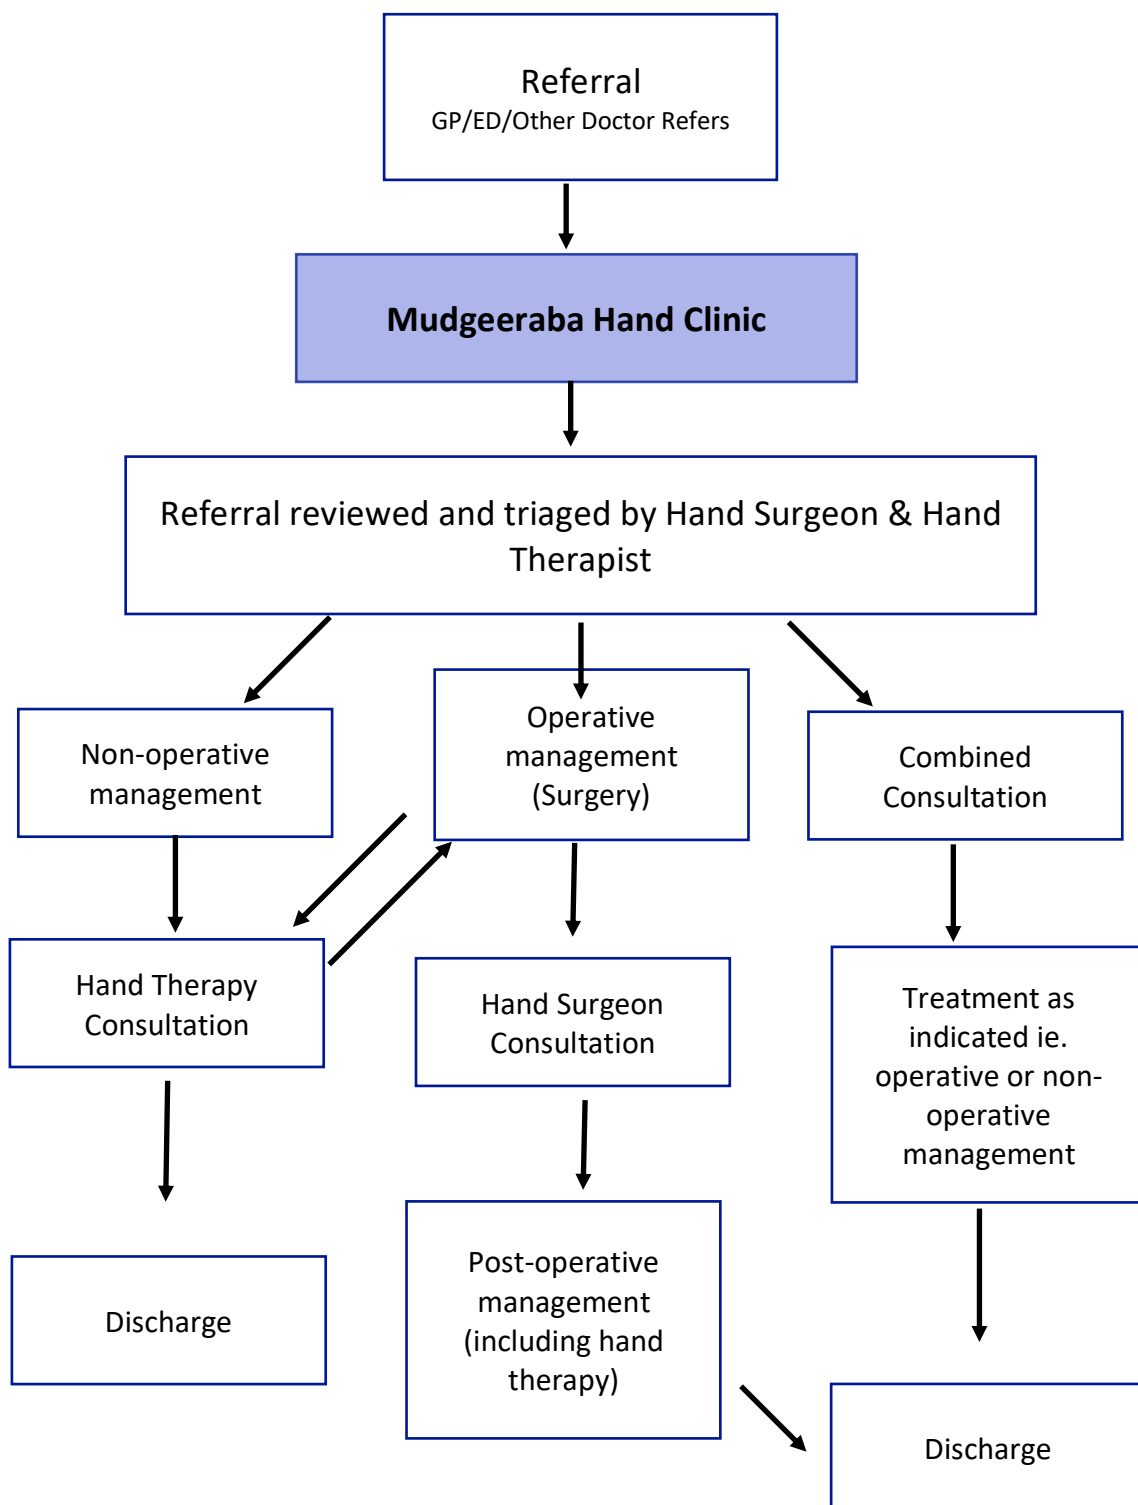 Referral
GP/ED/Other Doctor Refers
Mudgeeraba Hand Clinic
Referral reviewed and triaged by Hand Surgeon & Hand
Therapist
Non-operative
management
Operative
management
(Surgery)
Combined
Consultation
Hand Therapy
Consultation
Hand Surgeon
Consultation
Treatment as
indicated ie.
operative or non-
operative
management
Discharge
Post-operative
management
(including hand
therapy)
Discharge